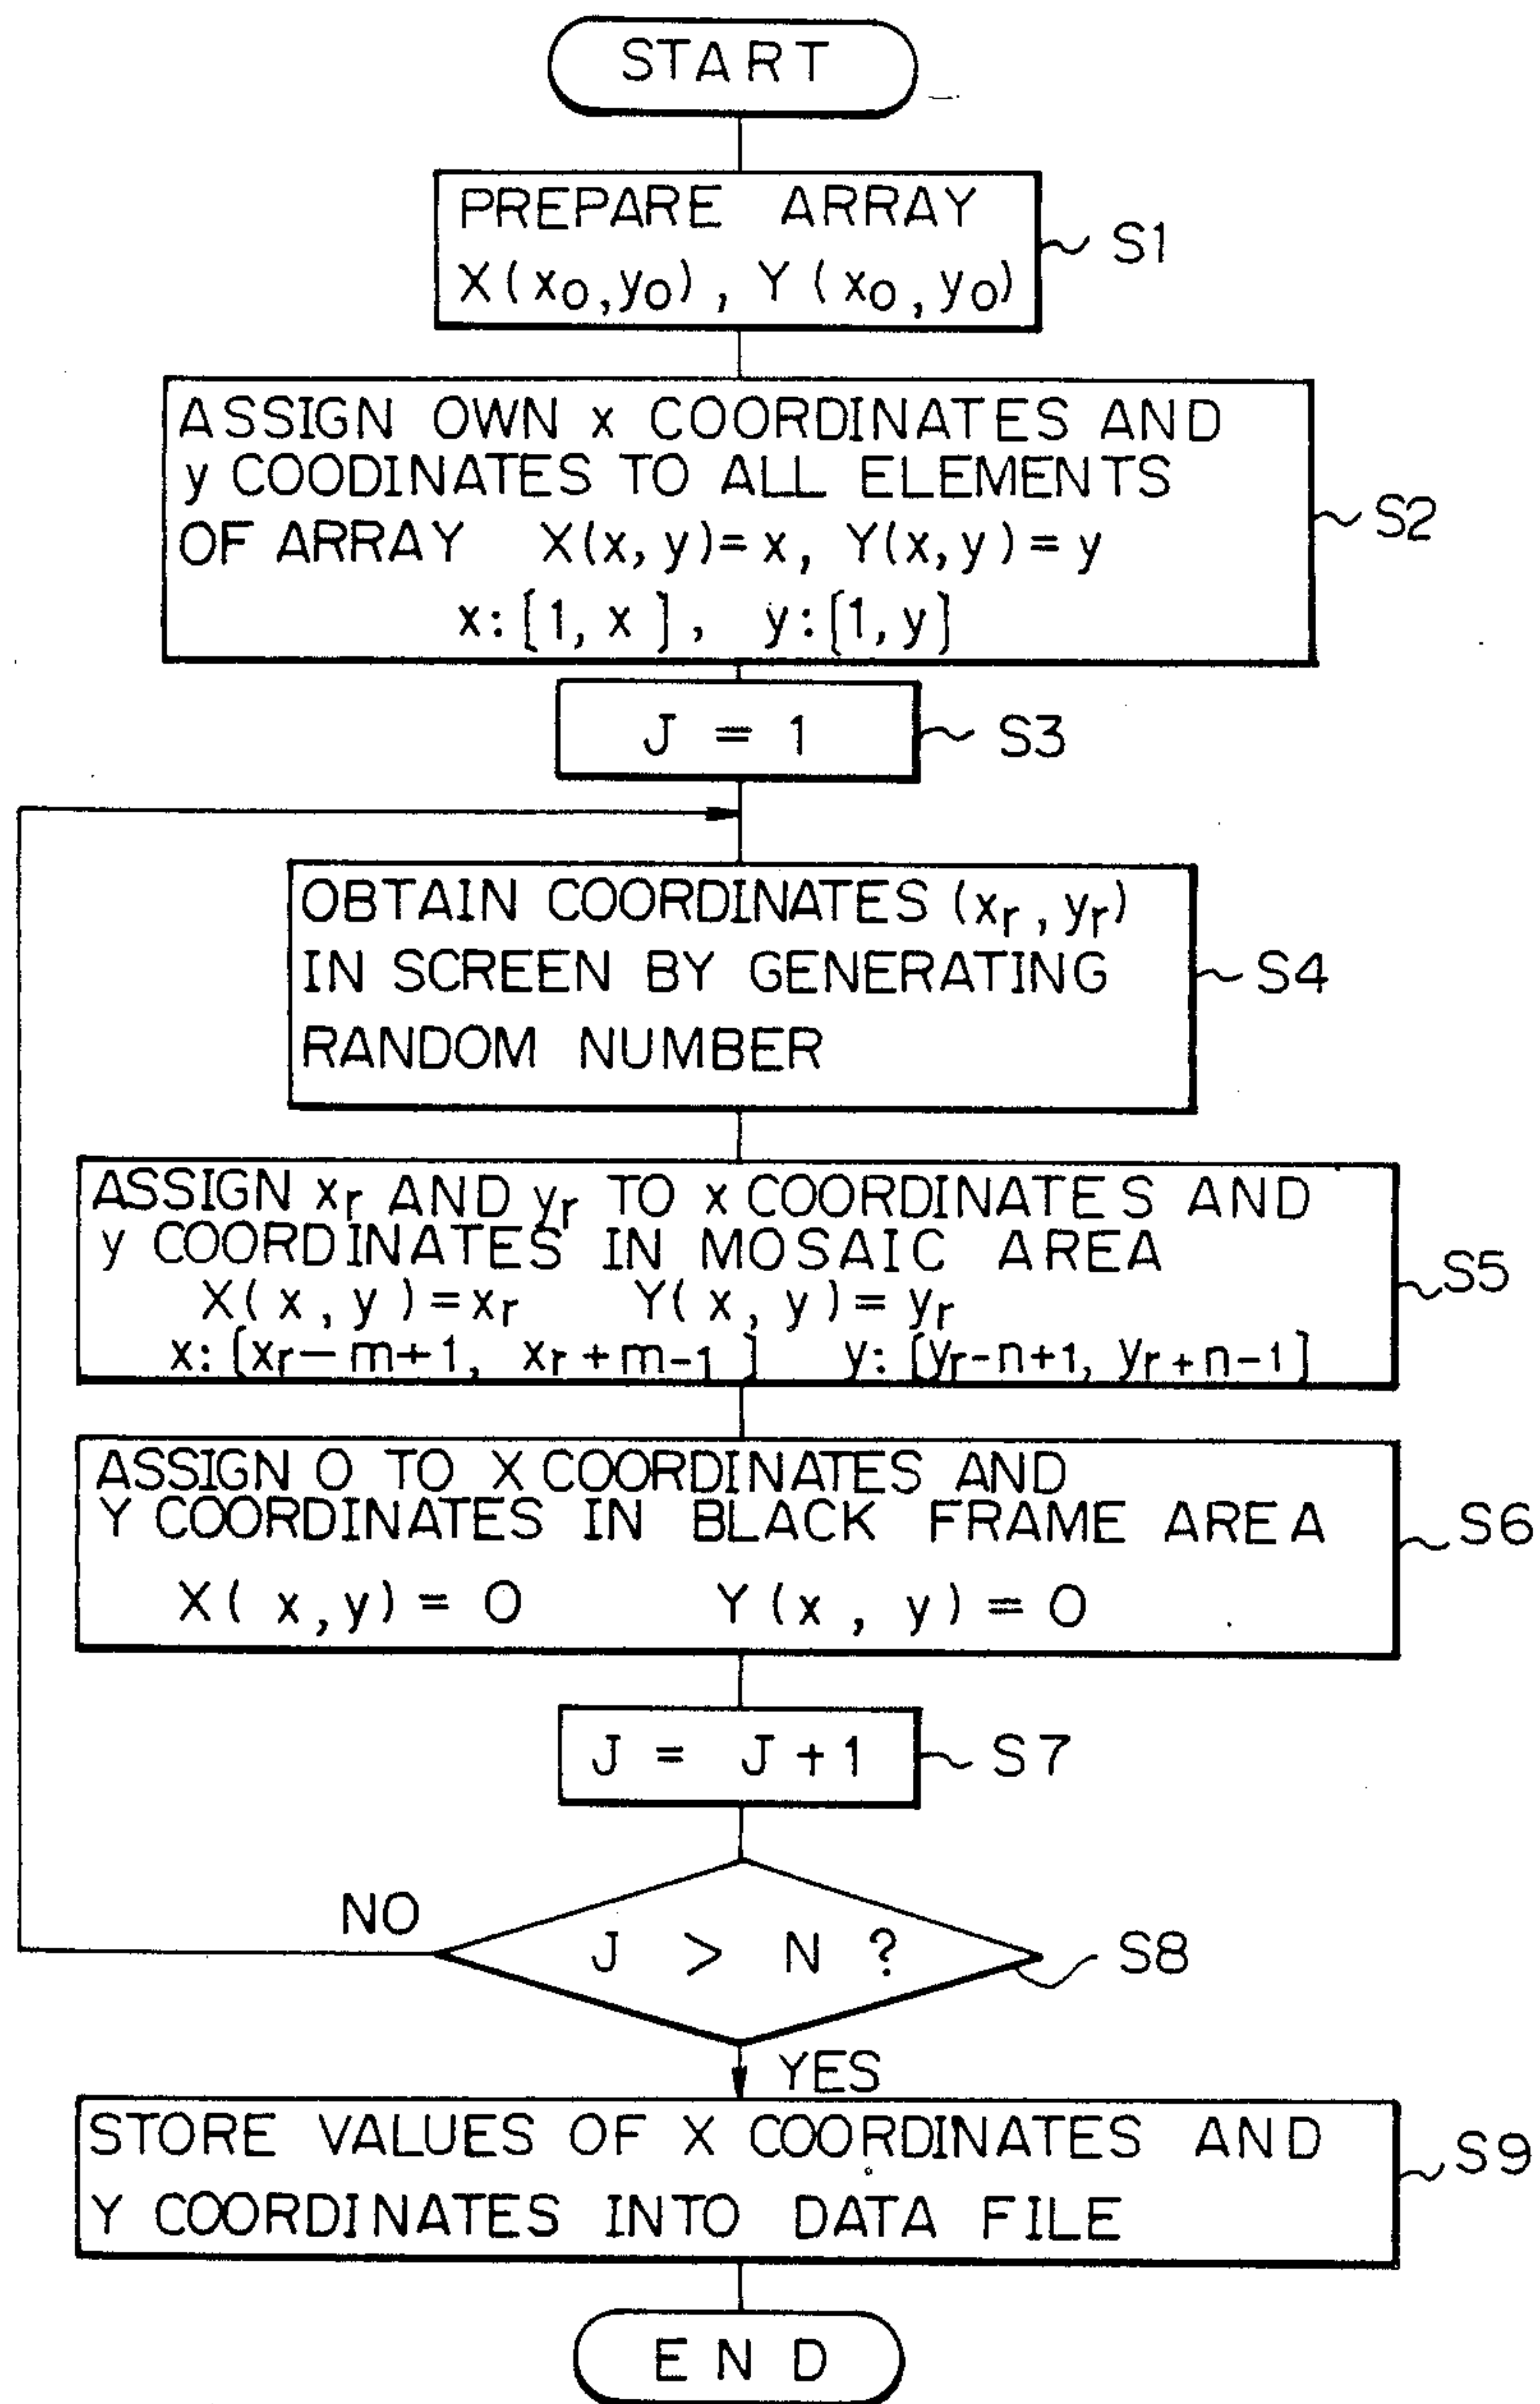 START
PREPARE ARRAY
X(x₀,y₀), Y(x₀,y₀)
S1
ASSIGN OWN x COORDINATES AND
y COODINATES TO ALL ELEMENTS
OF ARRAY X(x,y)=x, Y(x,y)=y
x:[1,x], y:[1,y]
S2
J = 1
S3
OBTAIN COORDINATES (xr,yr)
IN SCREEN BY GENERATING
RANDOM NUMBER
S4
ASSIGN xr AND yr TO x COORDINATES AND
y COORDINATES IN MOSAIC AREA
X(x,y)=xr Y(x,y)=yr
x:[xr-m+1, xr+m-1] y:[yr-n+1, yr+n-1]
S5
ASSIGN 0 TO X COORDINATES AND
Y COORDINATES IN BLACK FRAME AREA
X(x,y)=0 Y(x,y)=0
S6
J = J+1
S7
NO
J > N ?
S8
YES
STORE VALUES OF X COORDINATES AND
Y COORDINATES INTO DATA FILE
S9
END